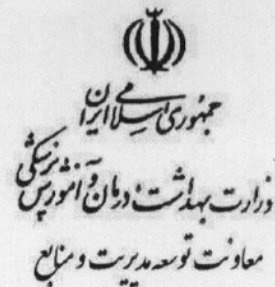 جمهوری اسلامی ایران
وزارت بهداشت، درمان و آموزش پزشکی
معاونت توسعه مدیریت و منابع